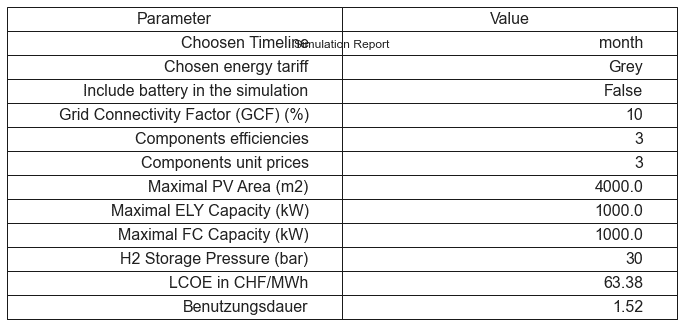 Parameter Value
Simulation Report
Choosen Timeline month
Chosen energy tariff Grey
Include battery in the simulation False
Grid Connectivity Factor (GCF) (%) 10
Components efficiencies 3
Components unit prices 3
Maximal PV Area (m2) 4000.0
Maximal ELY Capacity (kW) 1000.0
Maximal FC Capacity (kW) 1000.0
H2 Storage Pressure (bar) 30
LCOE in CHF/MWh 63.38
Benutzungsdauer 1.52